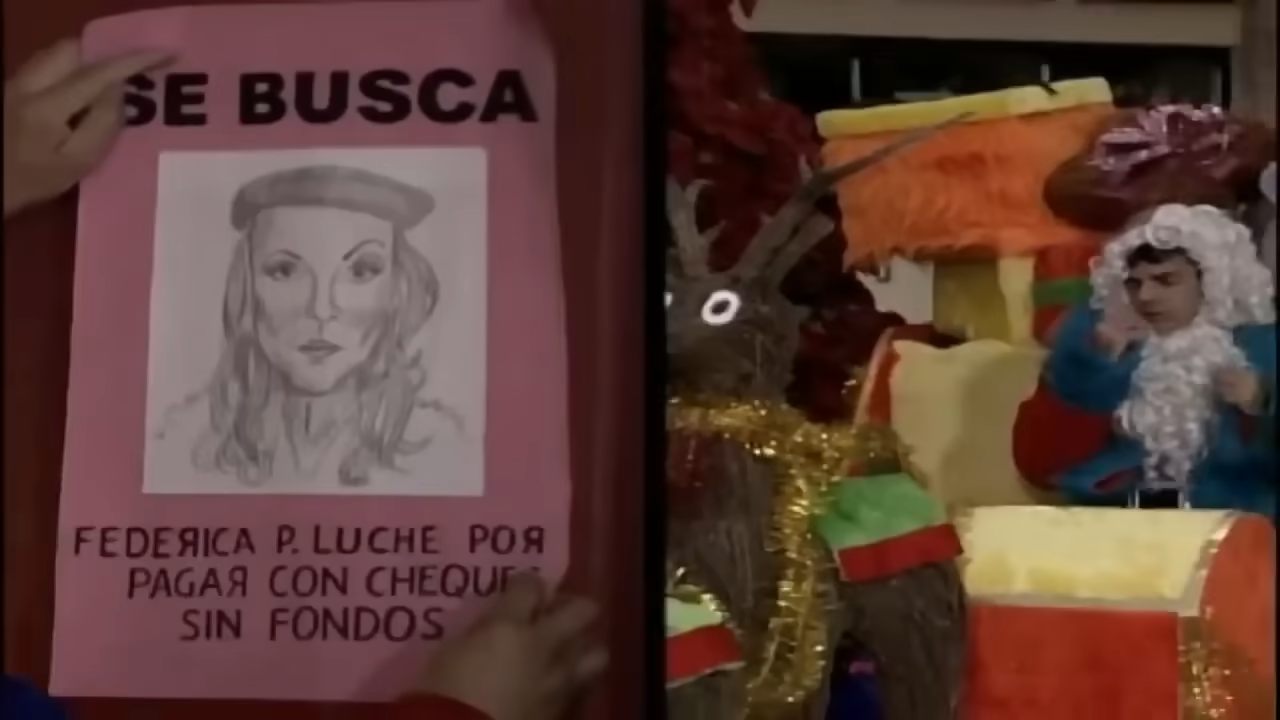 SE BUSCA
FEDERICA P. LUCHE POR
PAGAR CON CHEQUES
SIN FONDOS